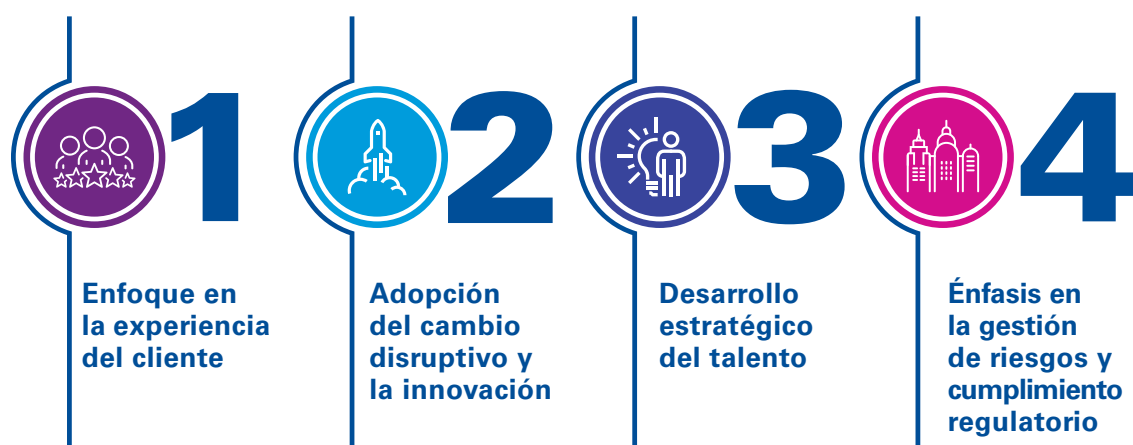 1
Enfoque en
la experiencia
del cliente
2
Adopción
del cambio
disruptivo y
la innovación
3
Desarrollo
estratégico
del talento
4
Énfasis en
la gestión
de riesgos y
cumplimiento
regulatorio